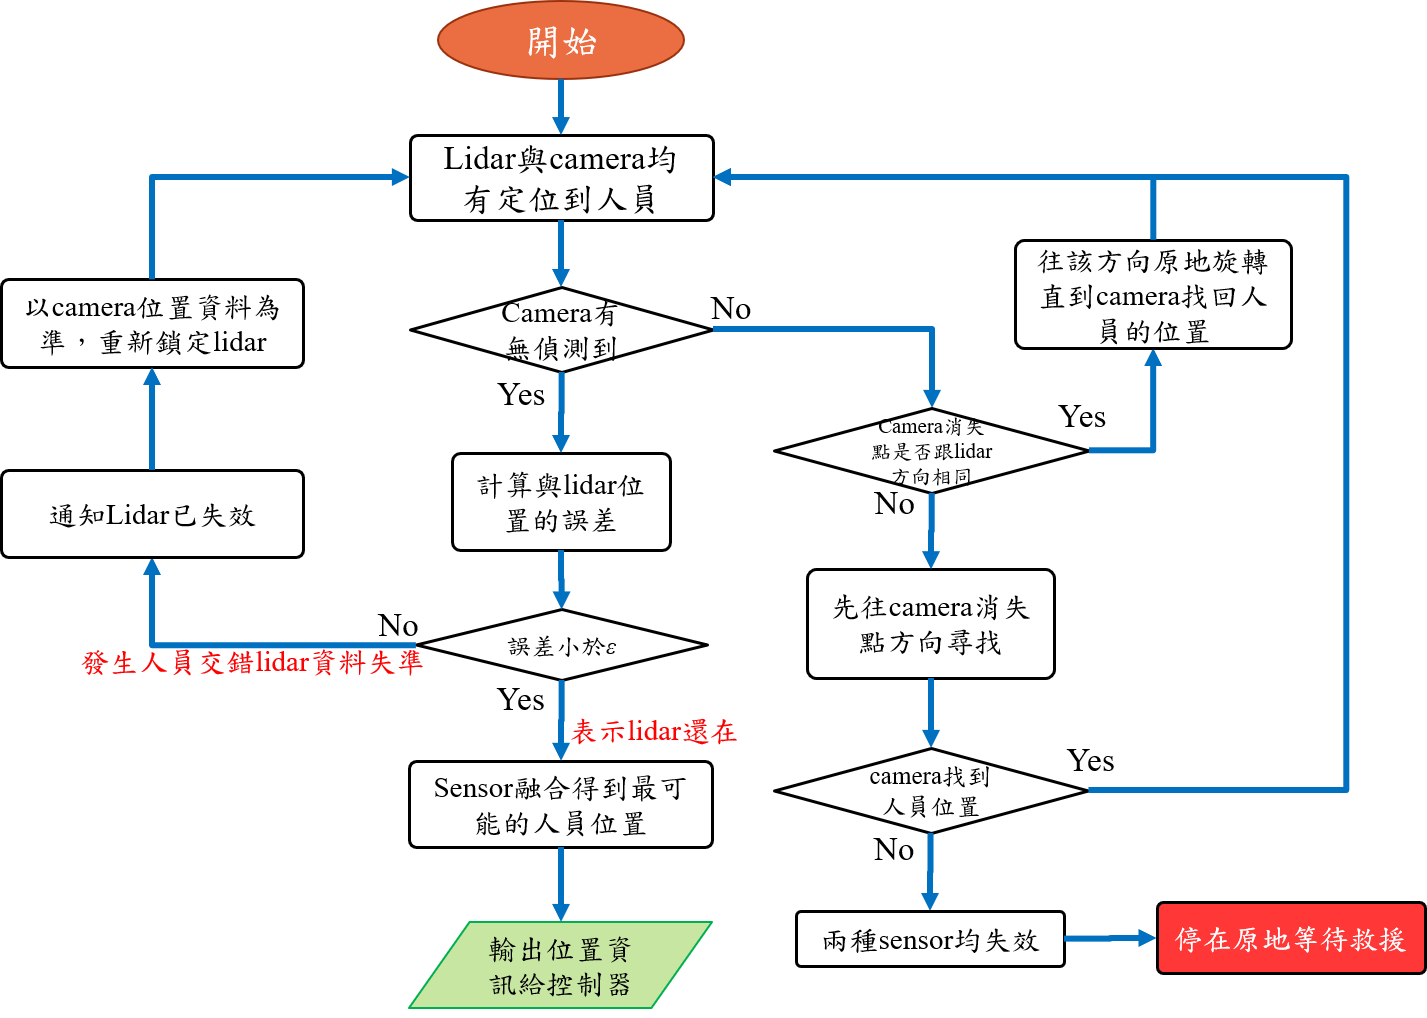 開始
Lidar與camera均
有定位到人員
Camera有
無偵測到
No
Yes
往該方向原地旋轉
直到camera找回人
員的位置
以camera位置資料為
準，重新鎖定lidar
Camera消失
點是否跟lidar
方向相同
Yes
No
計算與lidar位
置的誤差
通知Lidar已失效
誤差小於ε
No
發生人員交錯lidar資料失準
Yes
表示lidar還在
先往camera消失
點方向尋找
Sensor融合得到最可
能的人員位置
camera找到
人員位置
Yes
No
輸出位置資
訊給控制器
兩種sensor均失效
停在原地等待救援